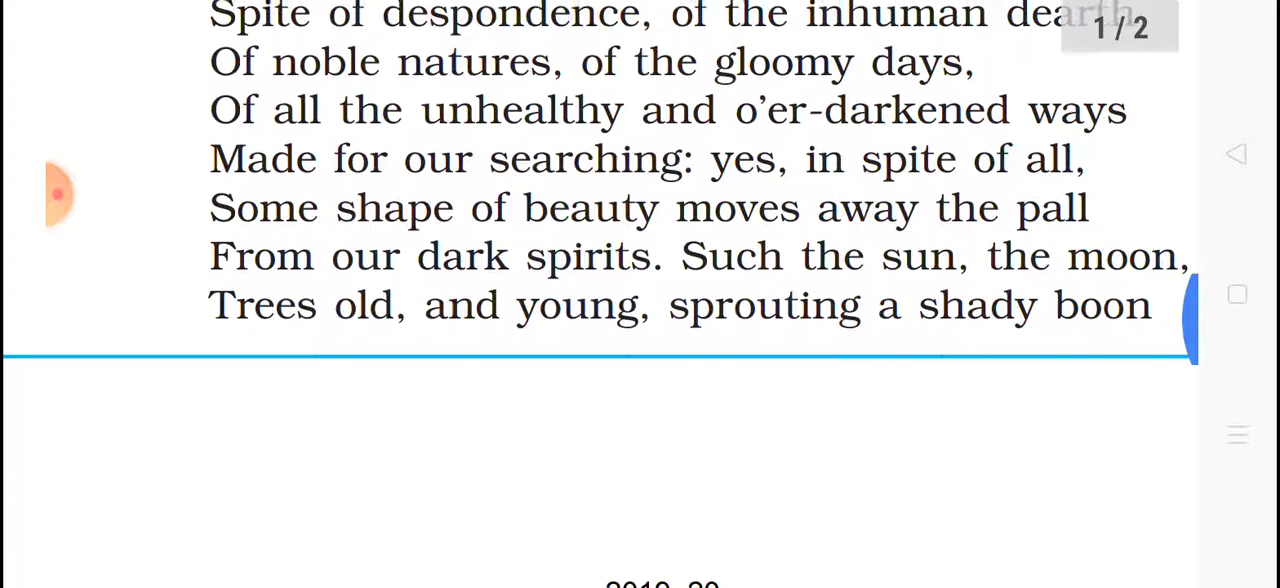 Spite of despondence, of the inhuman dearth
1/2
Of noble natures, of the gloomy days,
Of all the unhealthy and o'er-darkened ways
Made for our searching: yes, in spite of all,
Some shape of beauty moves away the pall
From our dark spirits. Such the sun, the moon,
Trees old, and young, sprouting a shady boon